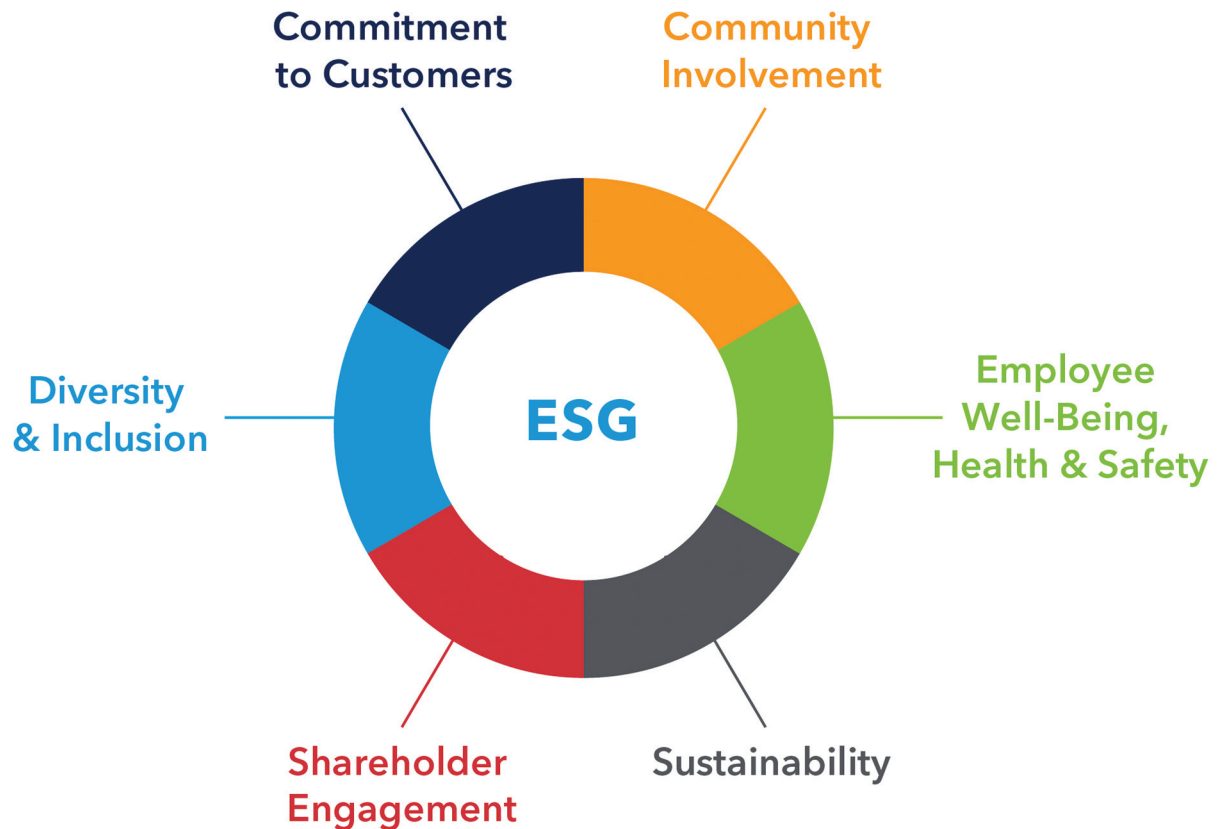 Commitment
to Customers
Community
Involvement
Diversity
& Inclusion
ESG
Employee
Well-Being,
Health & Safety
Shareholder
Engagement
Sustainability